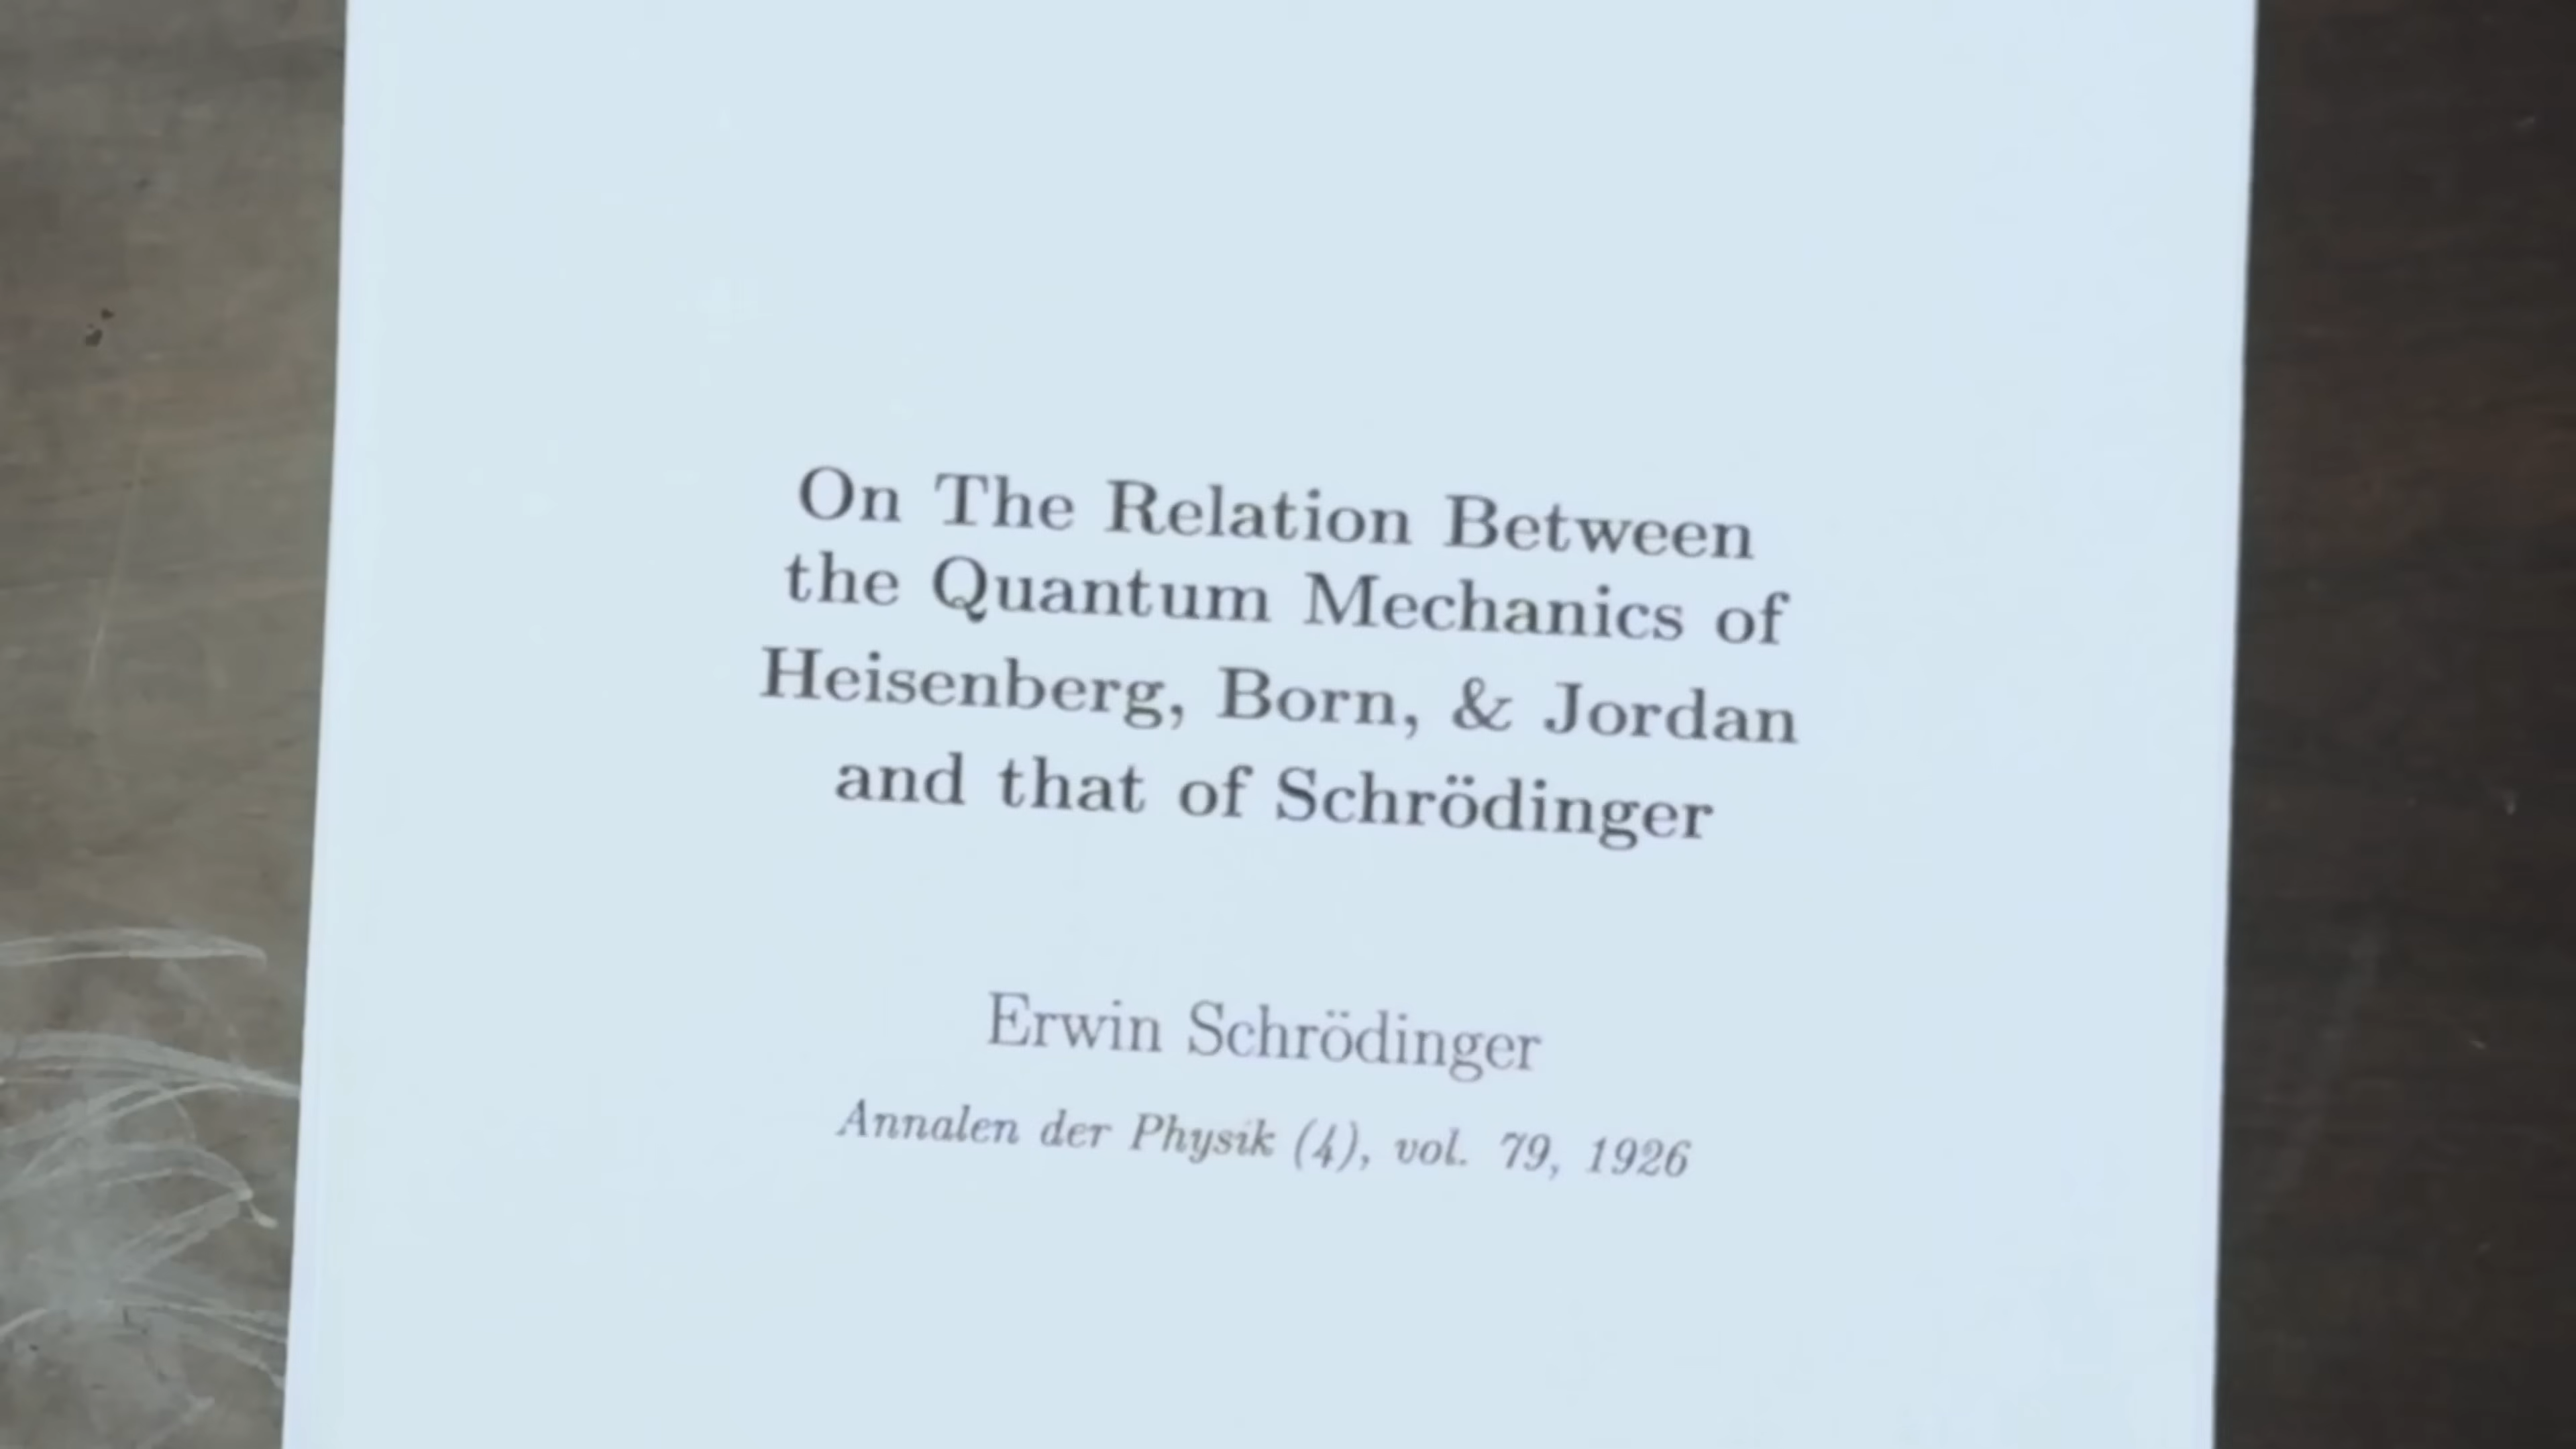 On The Relation Between
the Quantum Mechanics of
Heisenberg, Born, & Jordan
and that of Schrödinger
Erwin Schrödinger
Annalen der Physik (4), vol. 79, 1926